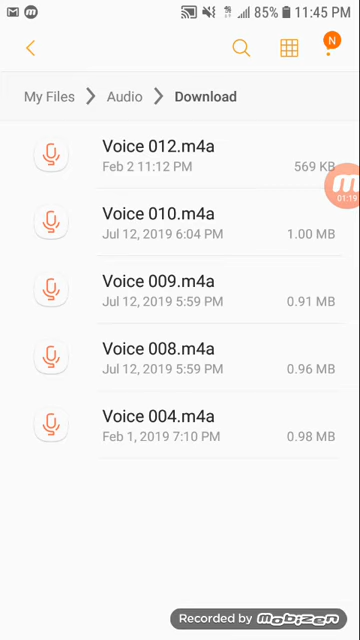 85% 11:45 PM
N
My Files > Audio > Download
Voice 012.m4a
Feb 2 11:12 PM 569 KB
01:19
Voice 010.m4a
Jul 12, 2019 6:04 PM 1.00 MB
Voice 009.m4a
Jul 12, 2019 5:59 PM 0.91 MB
Voice 008.m4a
Jul 12, 2019 5:59 PM 0.96 MB
Voice 004.m4a
Feb 1, 2019 7:10 PM 0.98 MB
Recorded by mobizen